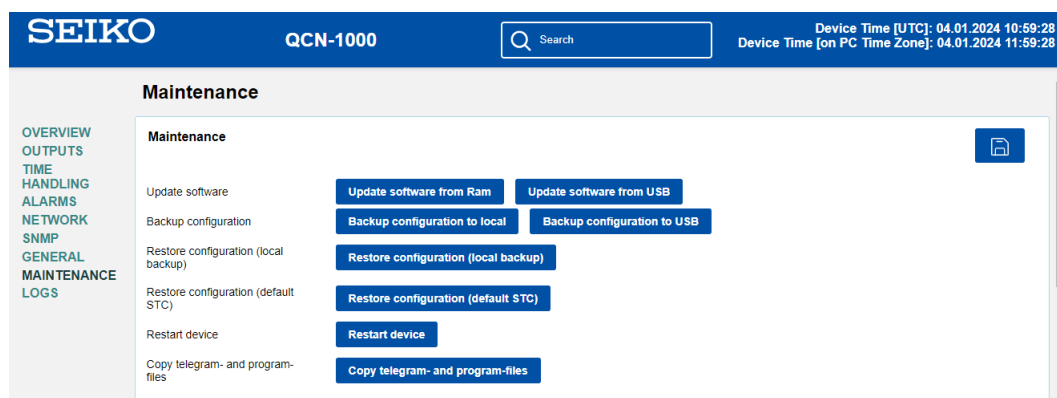 SEIKO
QCN-1000
Search
Device Time [UTC]: 04.01.2024 10:59:28
Device Time [on PC Time Zone]: 04.01.2024 11:59:28
Maintenance
OVERVIEW
OUTPUTS
TIME
HANDLING
ALARMS
NETWORK
SNMP
GENERAL
MAINTENANCE
LOGS
Maintenance
Update software
Update software from Ram
Update software from USB
Backup configuration
Backup configuration to local
Backup configuration to USB
Restore configuration (local
backup)
Restore configuration (local backup)
Restore configuration (default
STC)
Restore configuration (default STC)
Restart device
Restart device
Copy telegram- and program-
files
Copy telegram- and program-files